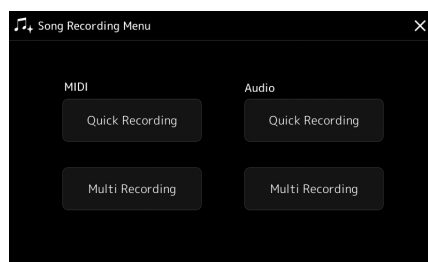 Song Recording Menu
MIDI
Audio
Quick Recording
Quick Recording
Multi Recording
Multi Recording